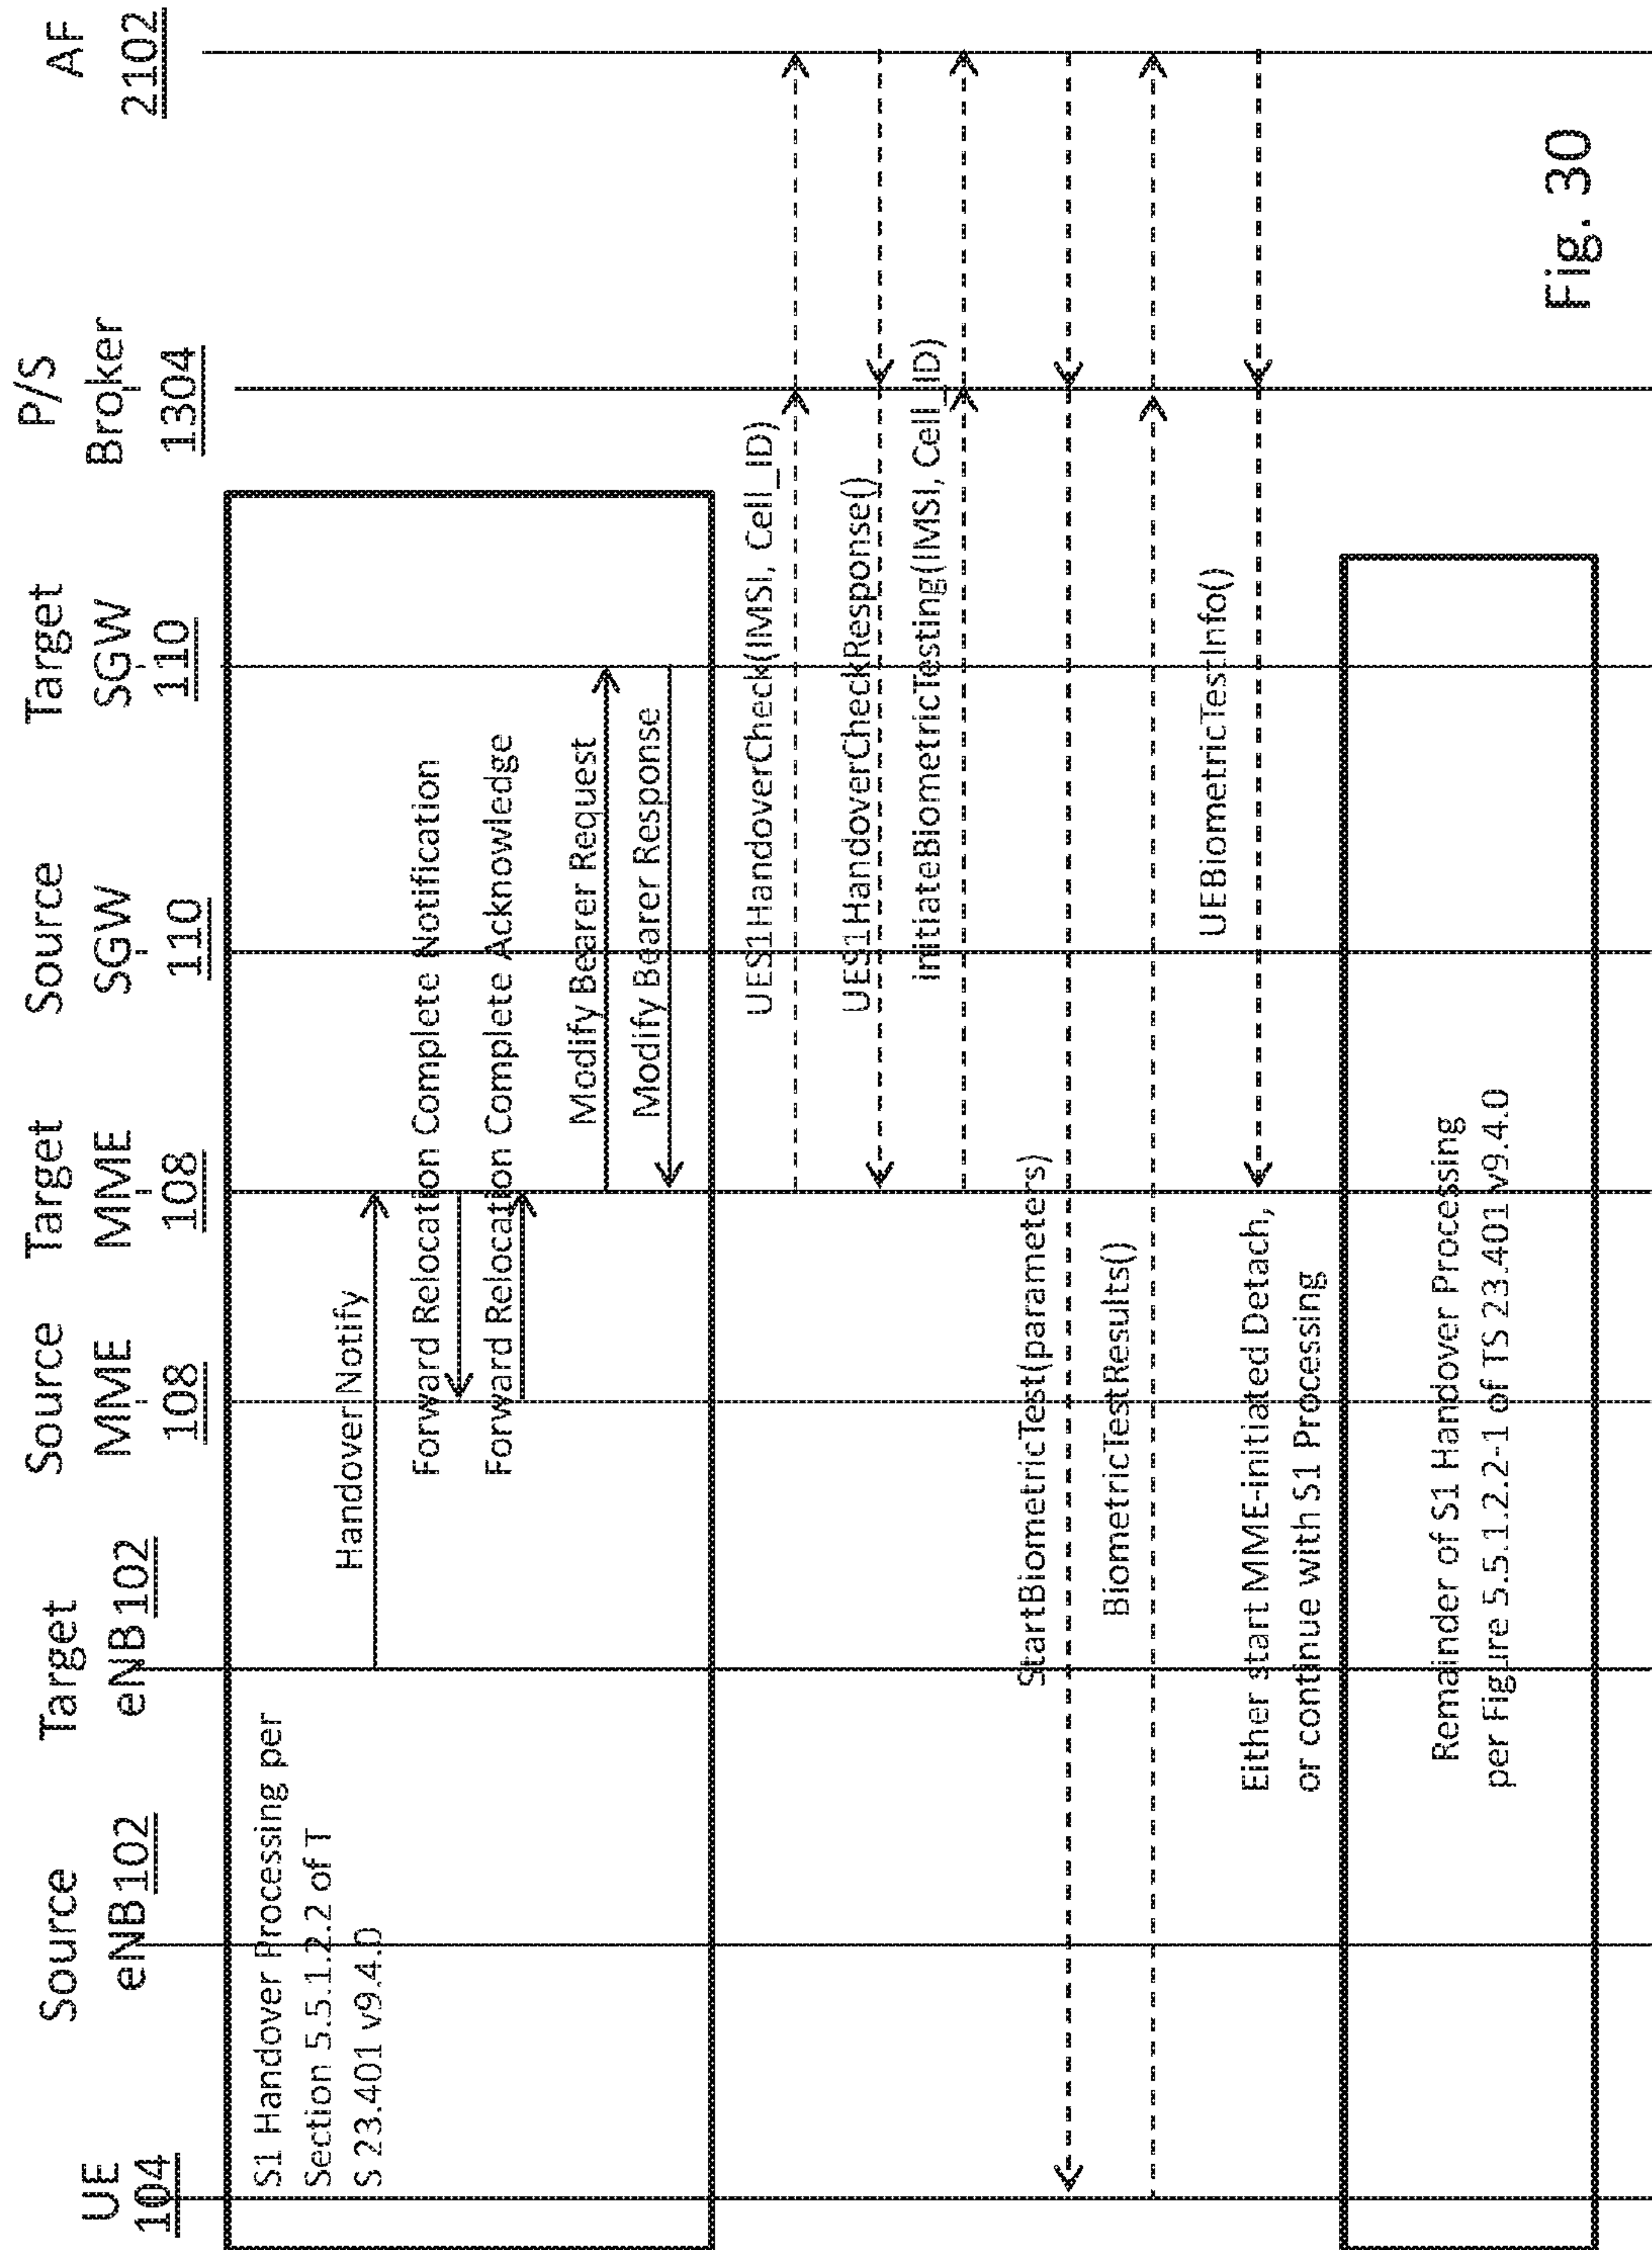 UE
104
Source
eNB 102
Target
eNB 102
Source
MME
108
Target
MME
108
Source
SGW
110
Target
SGW
110
P/S
Broker
1304
AF
2102
S1 Handover Processing per
Section 5.5.1.2.2 of T
S 23.401 v9.4.0
Handover Notify
Forward Relocation Complete Notification
Forward Relocation Complete Acknowledge
Modify Bearer Request
Modify Bearer Response
UES1HandoverCheck(IMSI, Cell_ID)
UES1HandoverCheckResponse()
initiateBiometricTesting(IMSI, Cell_ID)
StartBiometricTest(parameters)
BiometricTestResults()
UEBiometricTestInfo()
Either start MME-initiated Detach,
or continue with S1 Processing
Remainder of S1 Handover Processing
per Figure 5.5.1.2.2-1 of TS 23.401 v9.4.0
Fig. 30